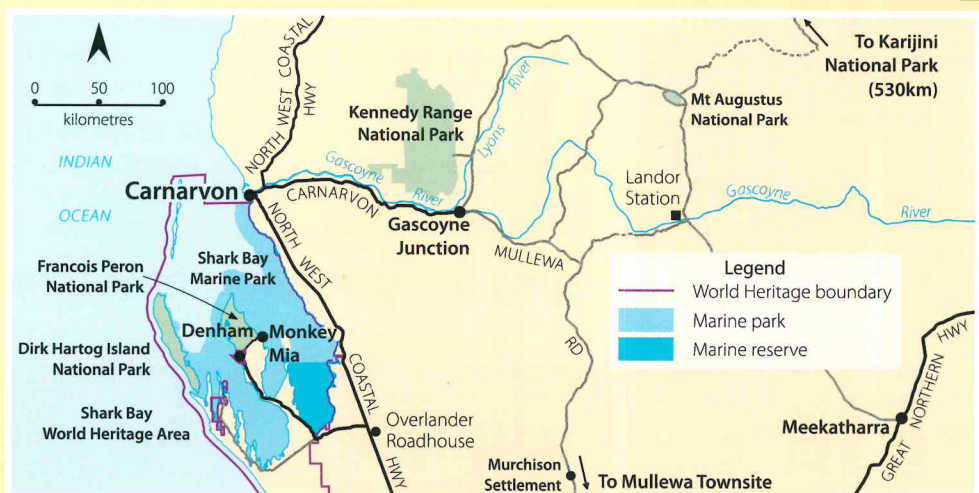 0 50 100
kilometres
NORTH WEST COASTAL
HWY
To Karijini
National Park
(530km)
Kennedy Range
National Park
Lyons
River
Mt Augustus
National Park
INDIAN
OCEAN
Carnarvon
CARNARVON
Gascoyne
River
Gascoyne
Junction
MULLEWA
RD
Landor
Station
Gascoyne
River
NORTH WEST
COASTAL
HWY
Francois Peron
National Park
Shark Bay
Marine Park
Denham
Monkey
Mia
Dirk Hartog Island
National Park
Shark Bay
World Heritage Area
Overlander
Roadhouse
Legend
World Heritage boundary
Marine park
Marine reserve
Meekatharra
GREAT NORTHERN
HWY
Murchison
Settlement
To Mullewa Townsite